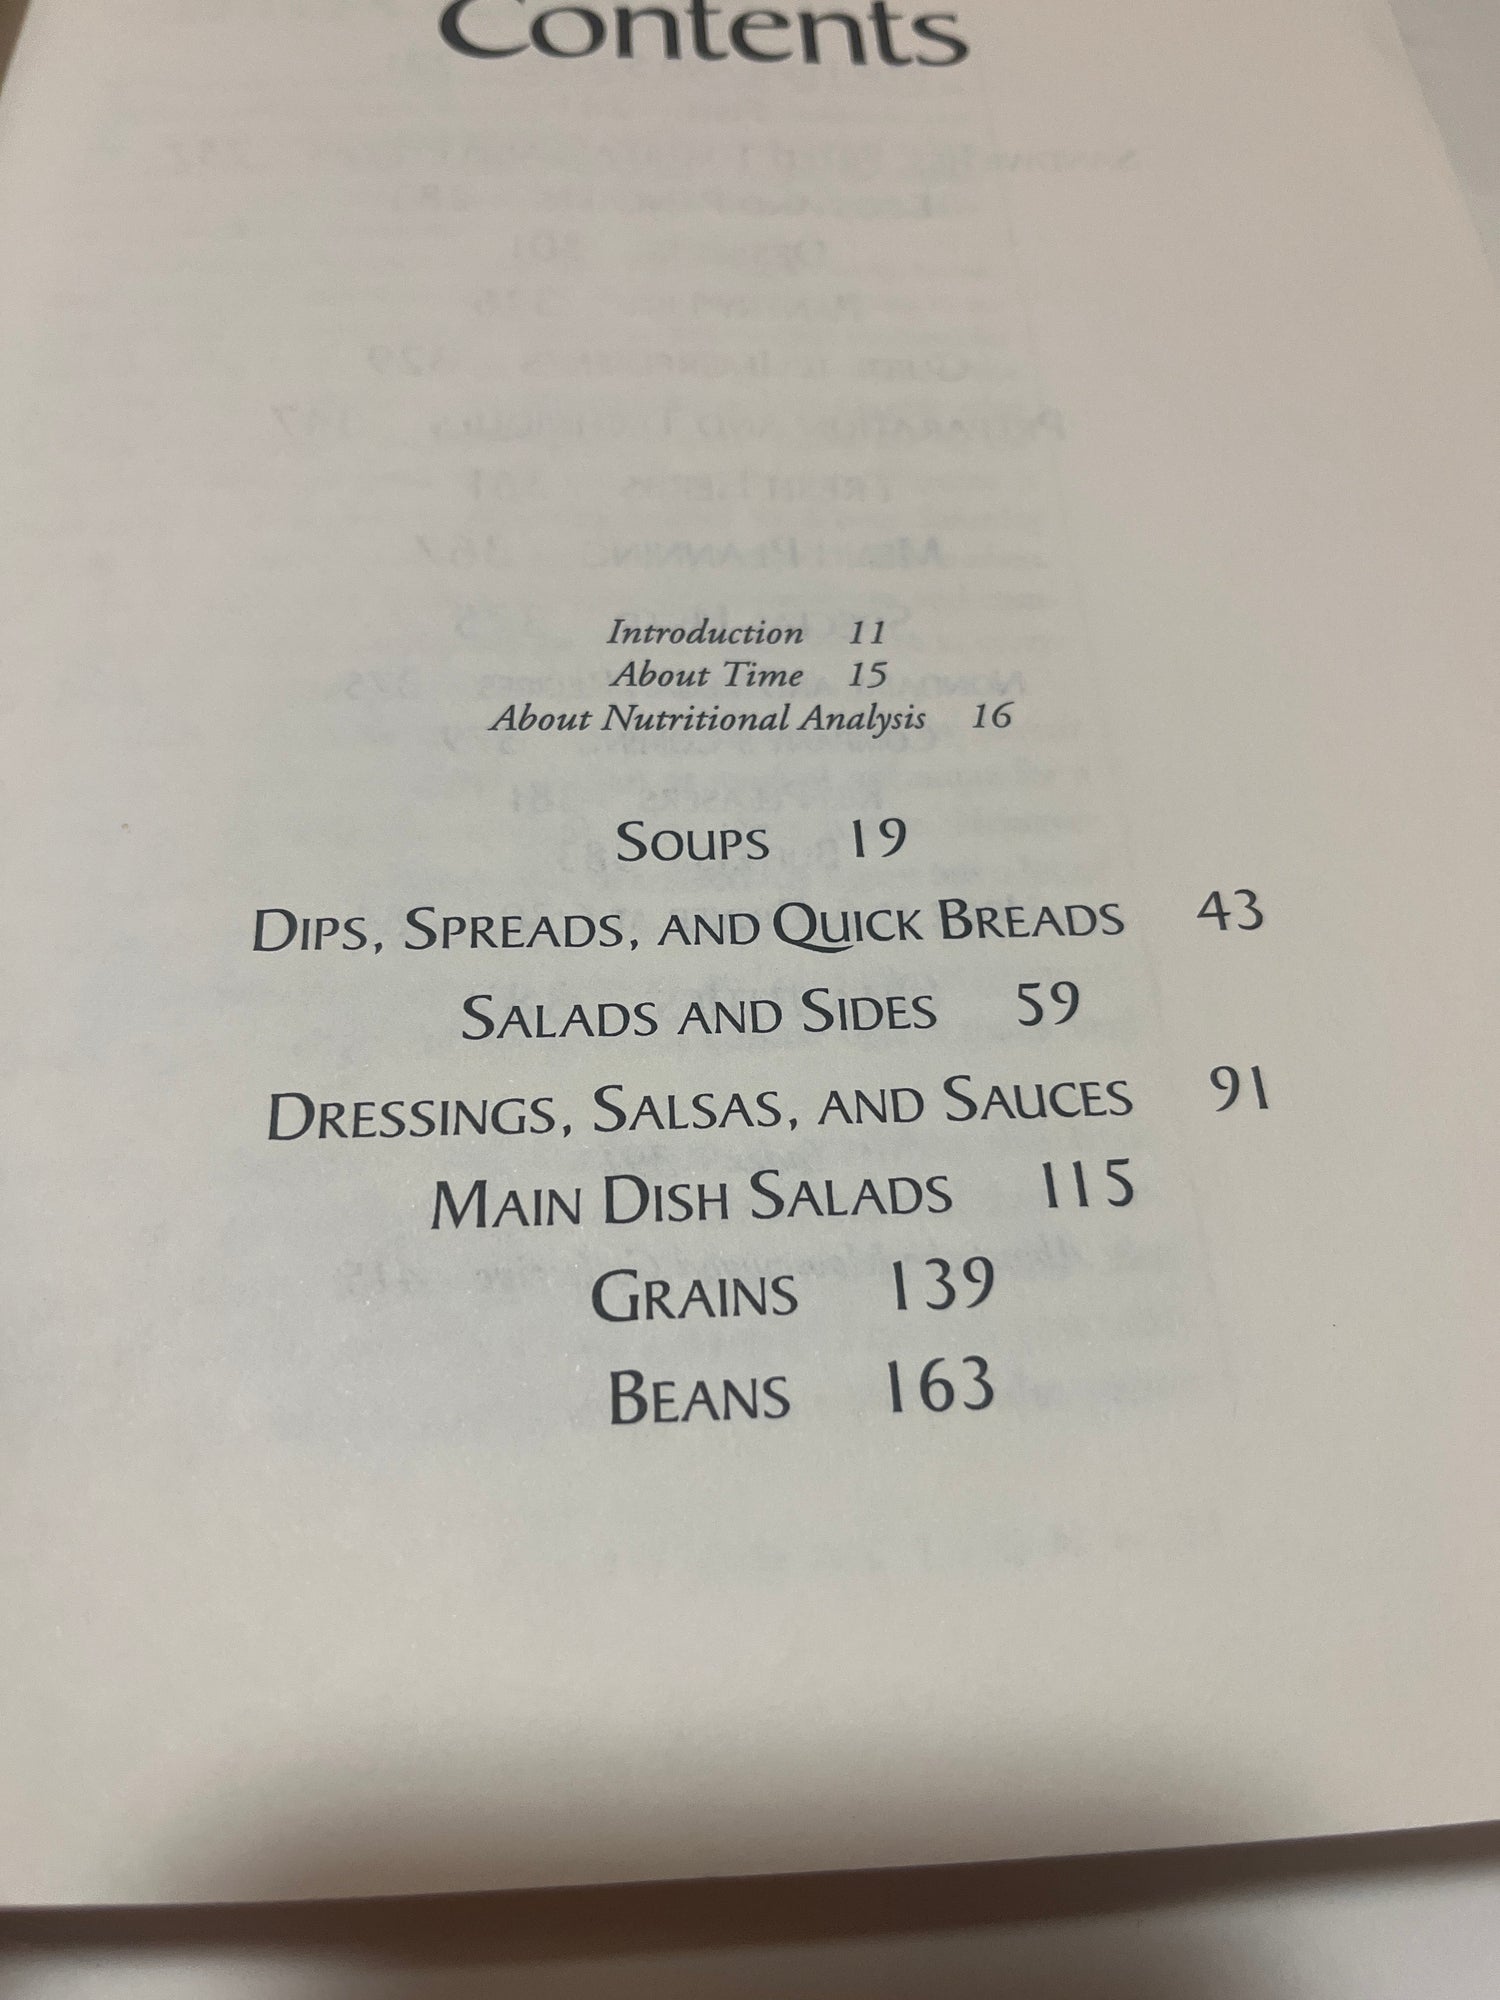 Contents
Introduction 11
About Time 15
About Nutritional Analysis 16
SOUPS 19
DIPS, SPREADS, AND QUICK BREADS 43
SALADS AND SIDES 59
DRESSINGS, SALSAS, AND SAUCES 91
MAIN DISH SALADS 115
GRAINS 139
BEANS 163